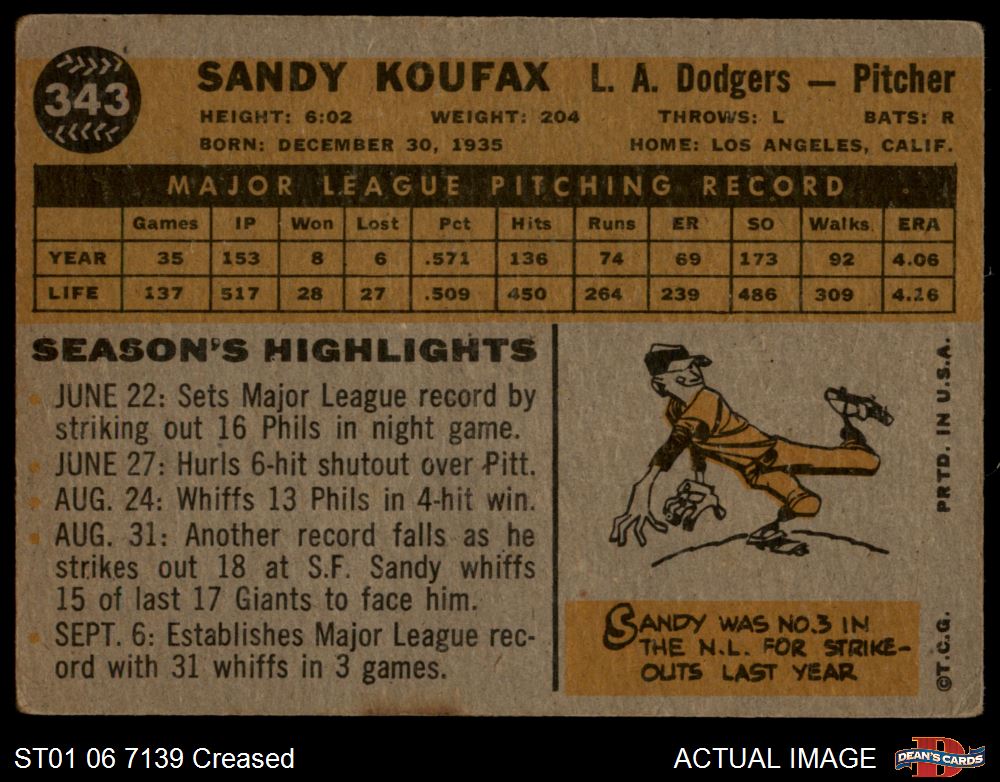 343
SANDY KOUFAX L. A. Dodgers — Pitcher
HEIGHT: 6:02 WEIGHT: 204 THROWS: L BATS: R
BORN: DECEMBER 30, 1935 HOME: LOS ANGELES, CALIF.
MAJOR LEAGUE PITCHING RECORD
Games IP Won Lost Pct Hits Runs ER SO Walks ERA
YEAR 35 153 8 6 .571 136 74 69 173 92 4.06
LIFE 137 517 28 27 .509 450 264 239 486 309 4.16
SEASON'S HIGHLIGHTS
• JUNE 22: Sets Major League record by
striking out 16 Phils in night game.
• JUNE 27: Hurls 6-hit shutout over Pitt.
• AUG. 24: Whiffs 13 Phils in 4-hit win.
• AUG. 31: Another record falls as he
strikes out 18 at S.F. Sandy whiffs
15 of last 17 Giants to face him.
• SEPT. 6: Establishes Major League rec-
ord with 31 whiffs in 3 games.
SANDY WAS NO.3 IN
THE N.L. FOR STRIKE-
OUTS LAST YEAR
©T.C.G. PRTD. IN U.S.A.
ST01 06 7139 Creased
ACTUAL IMAGE
D
DEAN'S CARDS